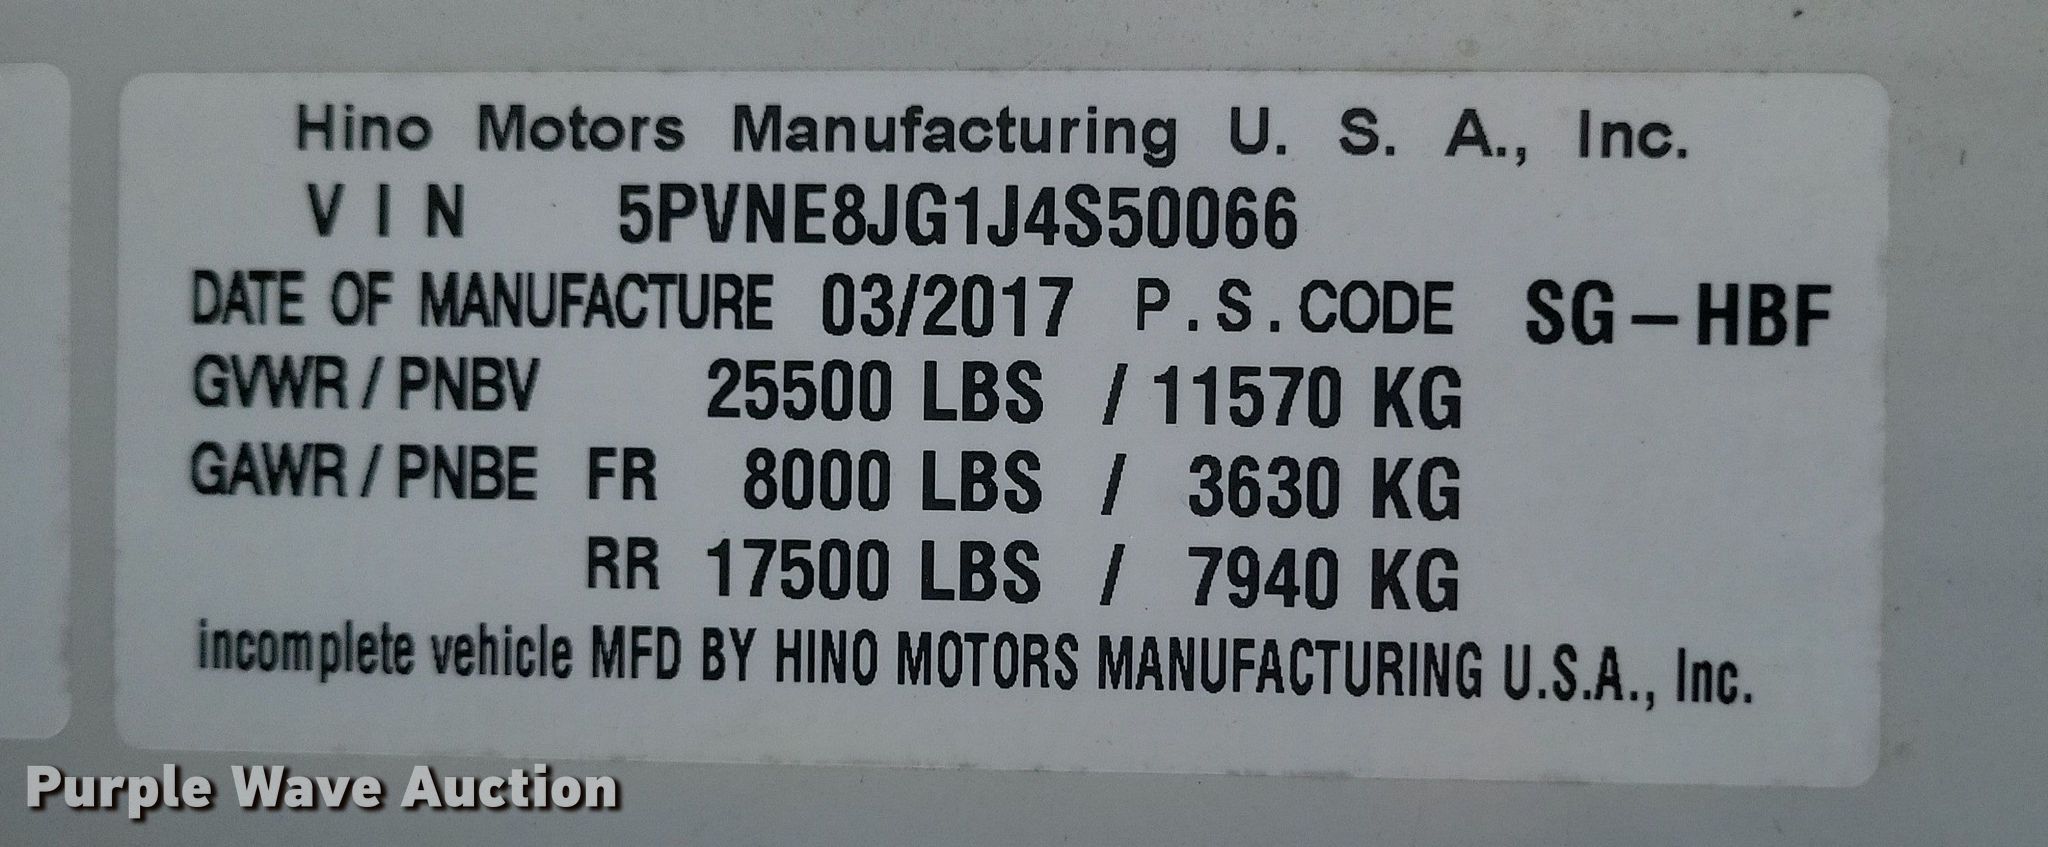 Hino Motors Manufacturing U. S. A., Inc.
VIN 5PVNE8JG1J4S50066
DATE OF MANUFACTURE 03/2017 P.S.CODE SG-HBF
GVWR/PNBV 25500 LBS / 11570 KG
GAWR/PNBE FR 8000 LBS / 3630 KG
RR 17500 LBS / 7940 KG
incomplete vehicle MFD BY HINO MOTORS MANUFACTURING U.S.A., Inc.
Purple Wave Auction